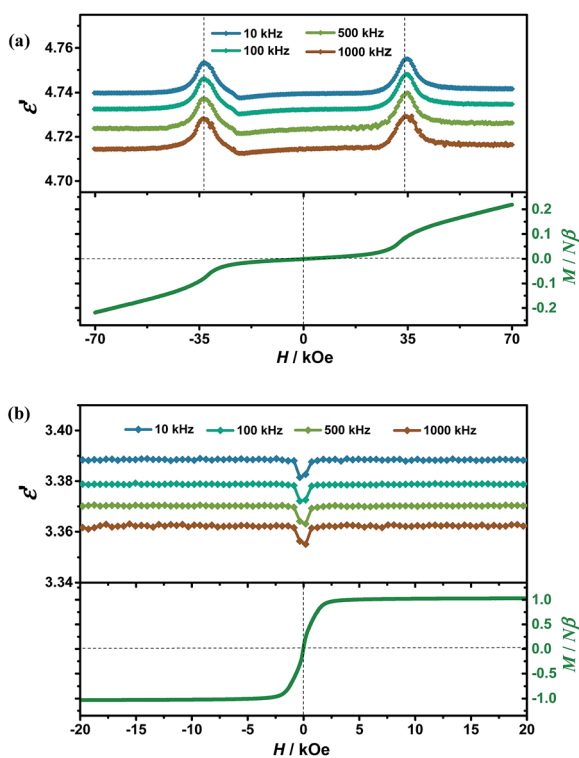 (a)
10 kHz 500 kHz
100 kHz 1000 kHz
4.76
4.74
4.72
4.70
ε'
0.2
0.1
0.0
-0.1
-0.2
M / Nβ
-70 -35 0 35 70
H / kOe
(b)
10 kHz 100 kHz 500 kHz 1000 kHz
3.40
3.38
3.36
3.34
ε'
1.0
0.5
0.0
-0.5
-1.0
M / Nβ
-20 -15 -10 -5 0 5 10 15 20
H / kOe